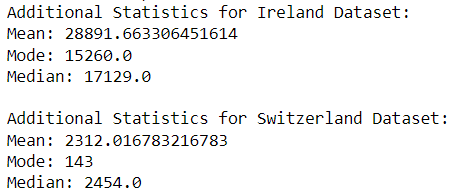 Additional Statistics for Ireland Dataset:
Mean: 28891.663306451614
Mode: 15260.0
Median: 17129.0
Additional Statistics for Switzerland Dataset:
Mean: 2312.016783216783
Mode: 143
Median: 2454.0